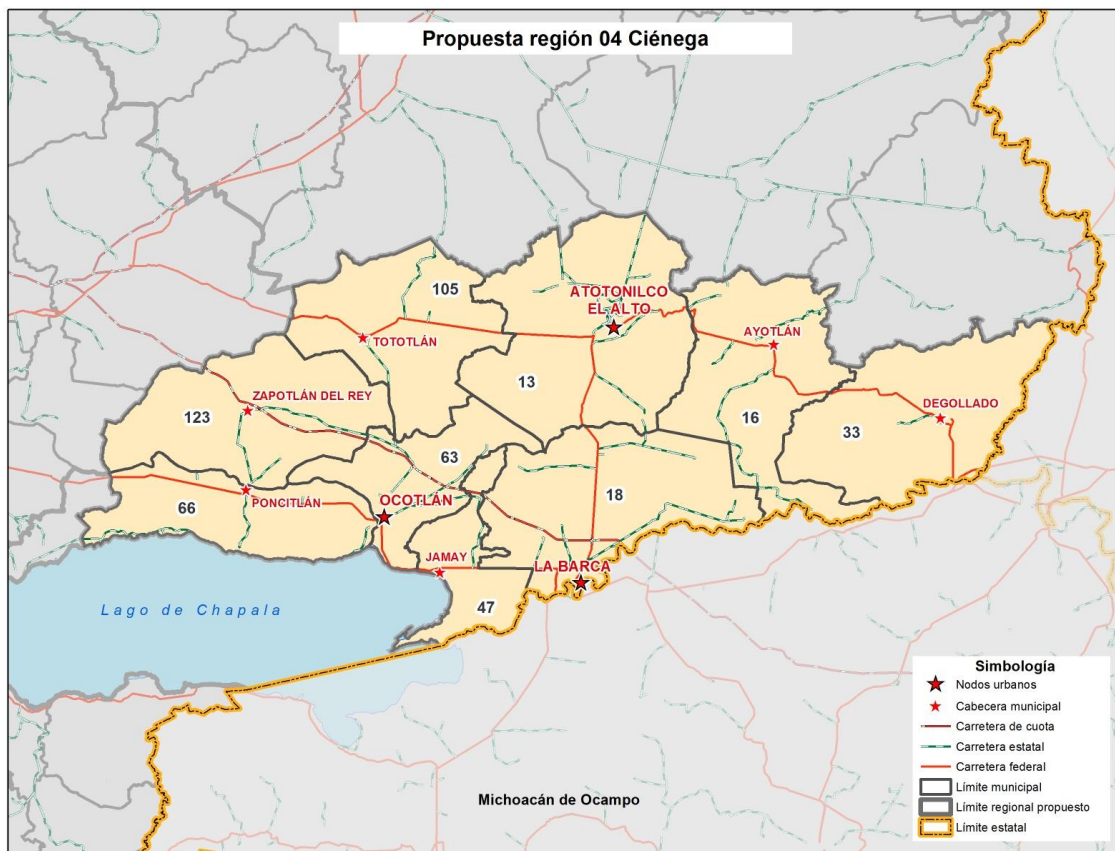 Propuesta región 04 Ciénega
105
ATOTONILCO
EL ALTO
TOTOTLÁN
AYOTLÁN
13
ZAPOTLÁN DEL REY
DEGOLLADO
123
16
33
63
18
PONCITLÁN
OCOTLÁN
66
JAMAY
LA BARCA
Lago de Chapala
47
Simbología
Nodos urbanos
Cabecera municipal
Carretera de cuota
Carretera estatal
Carretera federal
Límite municipal
Límite regional propuesto
Límite estatal
Michoacán de Ocampo